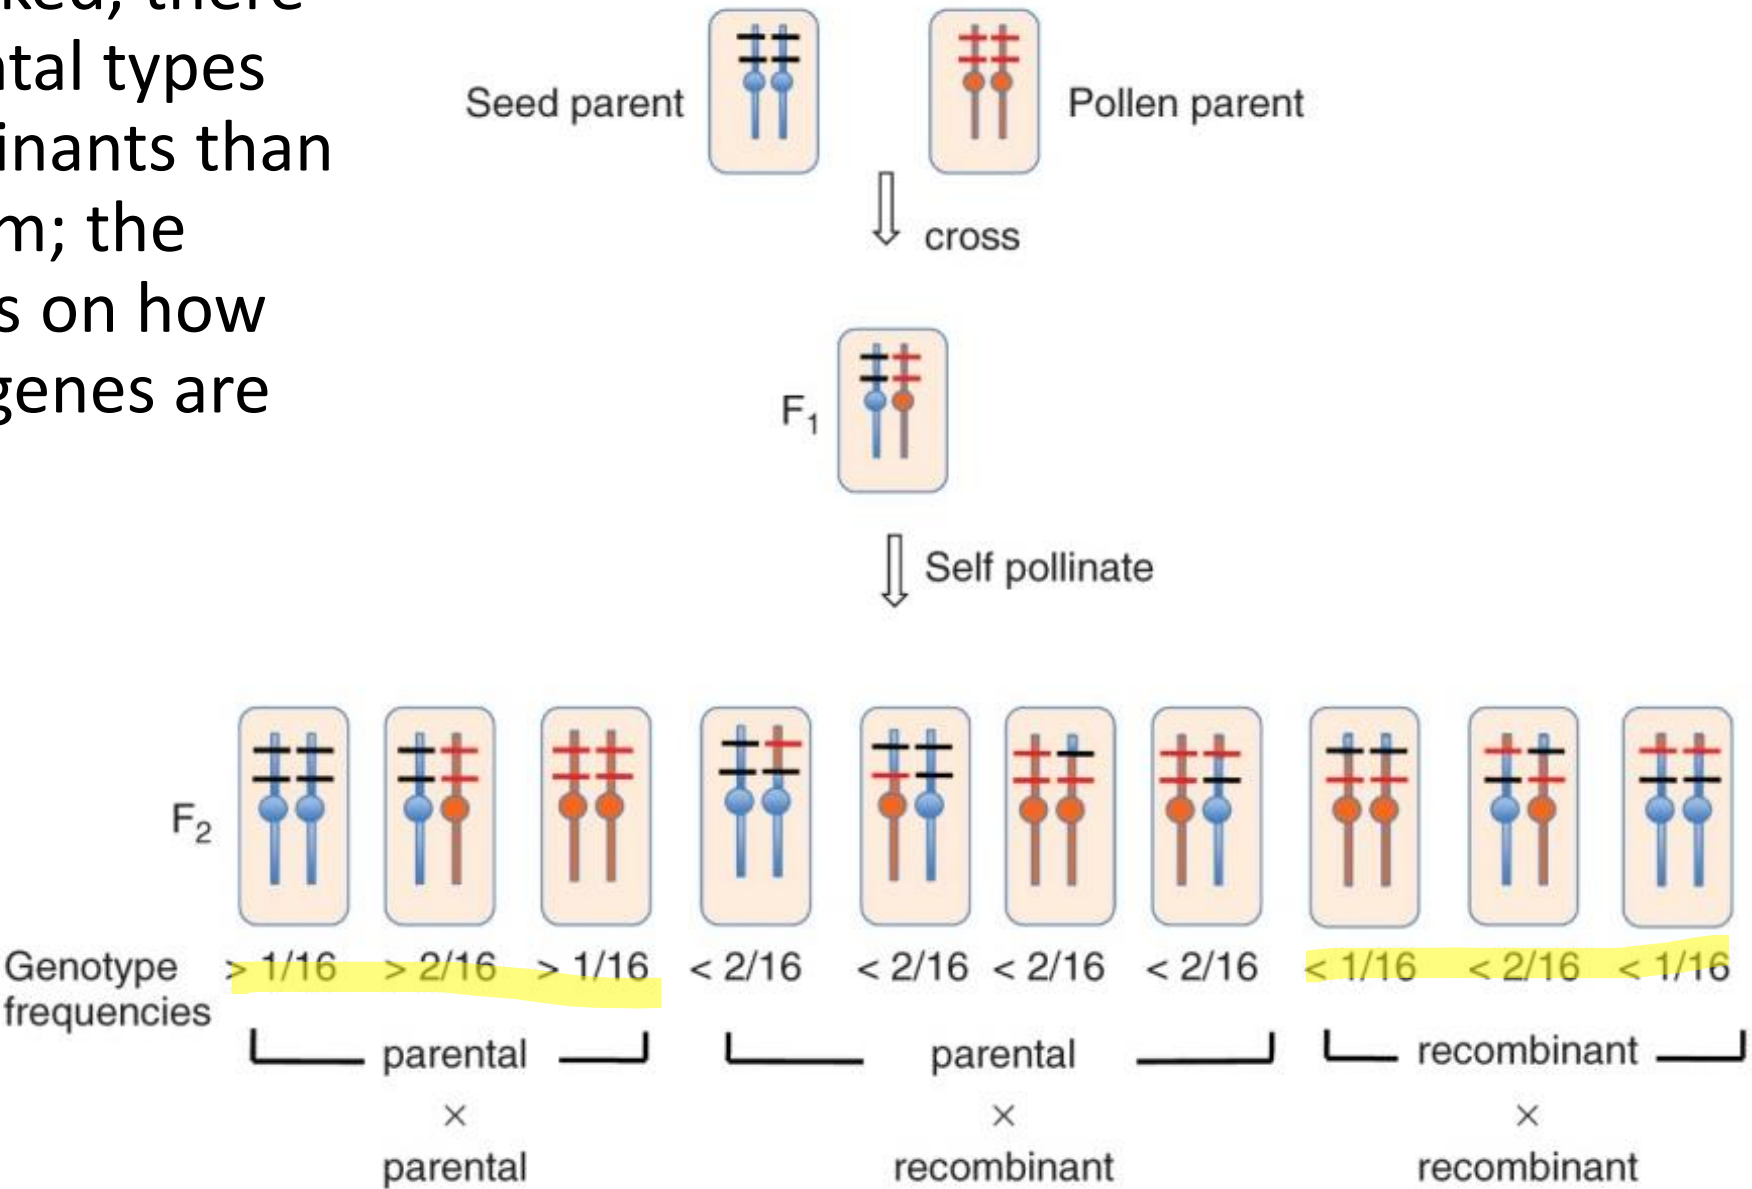 ked, there
ntal types
inants than
m; the
s on how
genes are
Seed parent
Pollen parent
cross
F1
Self pollinate
F2
Genotype frequencies
> 1/16 > 2/16 > 1/16 < 2/16 < 2/16 < 2/16 < 2/16 < 1/16 < 2/16 < 1/16
parental
×
parental
parental
×
recombinant
recombinant
×
recombinant